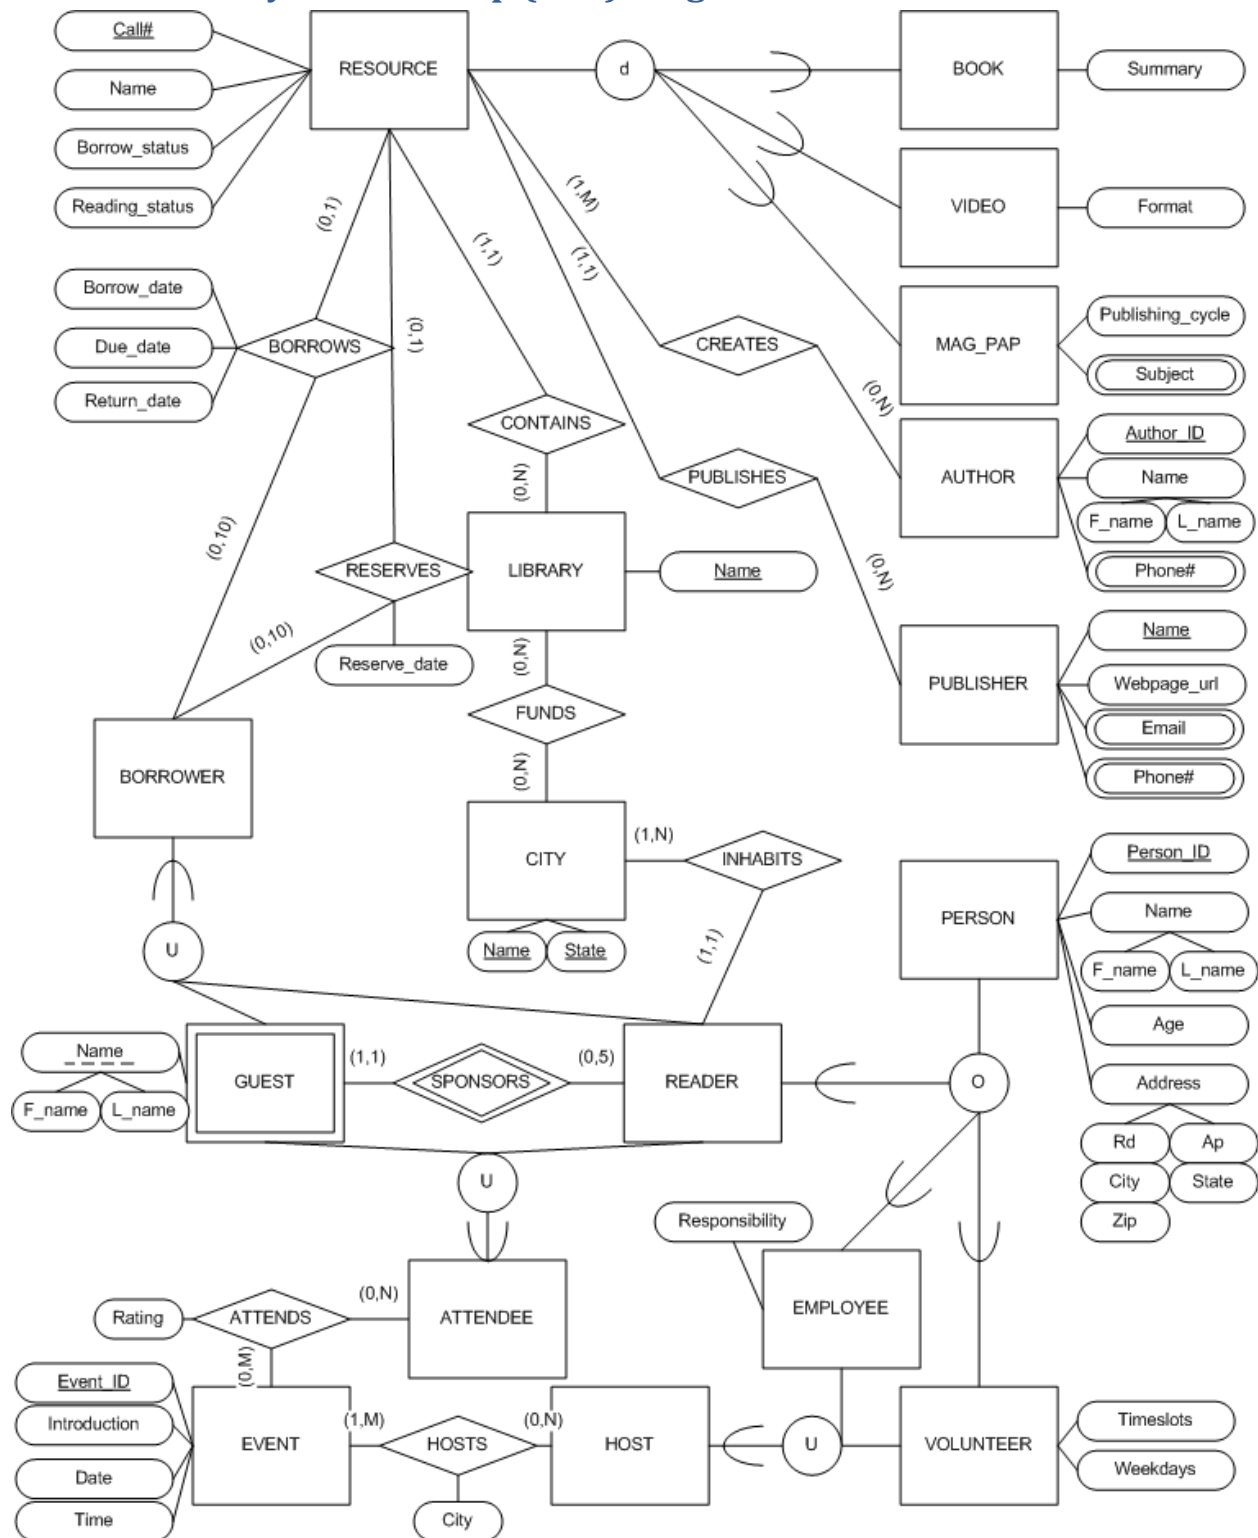 Call#
RESOURCE
d
BOOK
Summary
Name
Borrow_status
Reading_status
(0,1)
(1,1)
(1,M)
(1,1)
VIDEO
Format
Borrow_date
Due_date
Return_date
BORROWS
(0,1)
CREATES
MAG_PAP
Publishing_cycle
Subject
(0,N)
CONTAINS
(0,N)
PUBLISHES
AUTHOR
Author_ID
Name
F_name
L_name
Phone#
(0,10)
RESERVES
LIBRARY
Name
(0,N)
(0,10)
Reserve_date
(0,N)
FUNDS
(0,N)
PUBLISHER
Name
Webpage_url
Email
Phone#
BORROWER
CITY
(1,N)
INHABITS
Name
State
(1,1)
PERSON
Person_ID
Name
F_name
L_name
Age
Address
Rd
Ap
City
State
Zip
U
Name
F_name
L_name
GUEST
(1,1)
SPONSORS
(0,5)
READER
O
U
Responsibility
EMPLOYEE
Rating
ATTENDS
(0,N)
ATTENDEE
(0,M)
Event_ID
Introduction
Date
Time
EVENT
(1,M)
HOSTS
(0,N)
HOST
U
VOLUNTEER
Timeslots
Weekdays
City